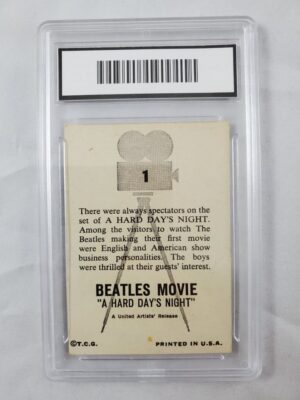 1
There were always spectators on the
set of A HARD DAY'S NIGHT.
Among the visitors to watch The
Beatles making their first movie
were English and American show
business personalities. The boys
were thrilled at their guests' interest.
BEATLES MOVIE
"A HARD DAY'S NIGHT"
A United Artists' Release
©T.C.G. PRINTED IN U.S.A.